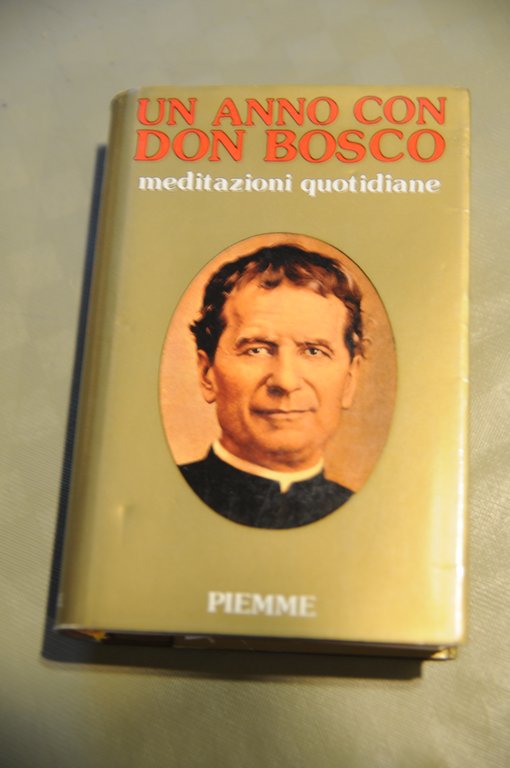 UN ANNO CON
DON BOSCO
meditazioni quotidiane
PIEMME